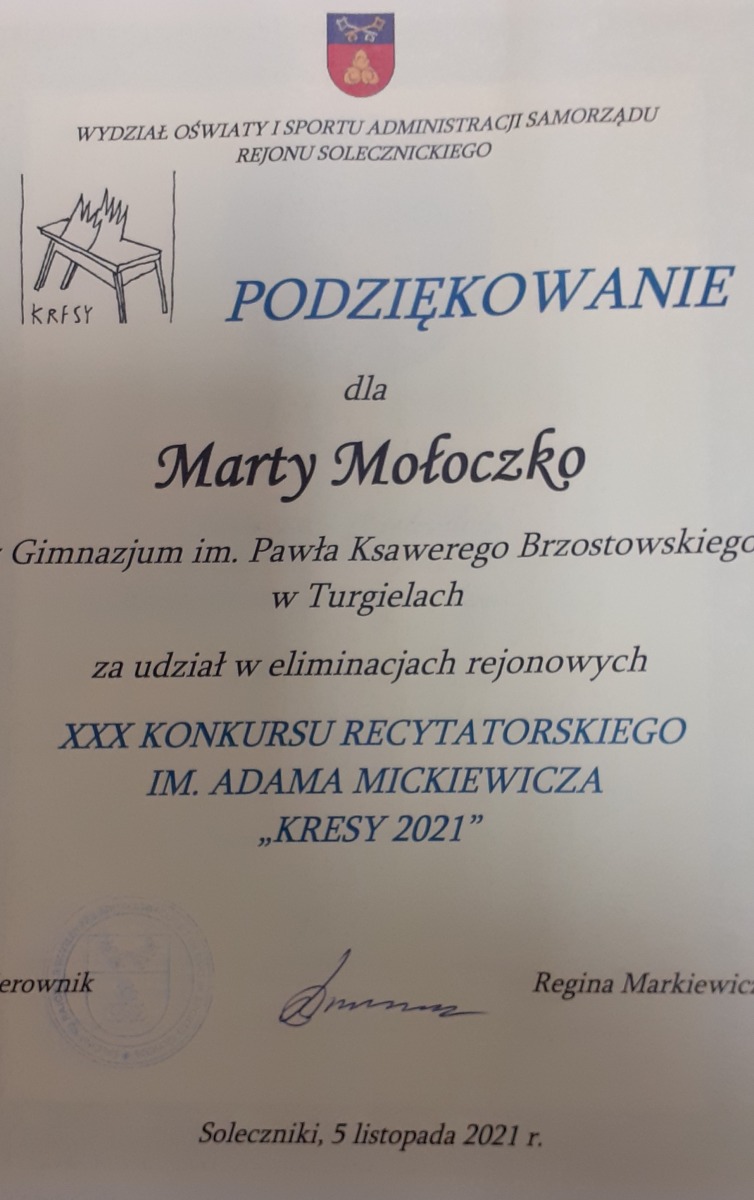 WYDZIAŁ OŚWIATY I SPORTU ADMINISTRACJI SAMORZĄDU
REJONU SOLECZNICKIEGO
KRESY
PODZIĘKOWANIE
dla
Marty Mołoczko
Gimnazjum im. Pawła Ksawerego Brzostowskiego
w Turgielach
za udział w eliminacjach rejonowych
XXX KONKURSU RECYTATORSKIEGO
IM. ADAMA MICKIEWICZA
„KRESY 2021”
erownik
Regina Markiewicz
Soleczniki, 5 listopada 2021 r.